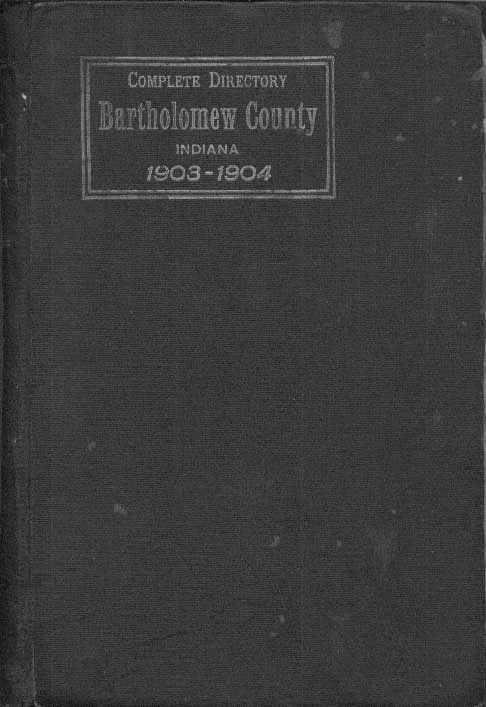 COMPLETE DIRECTORY
Bartholomew County
INDIANA
1903-1904